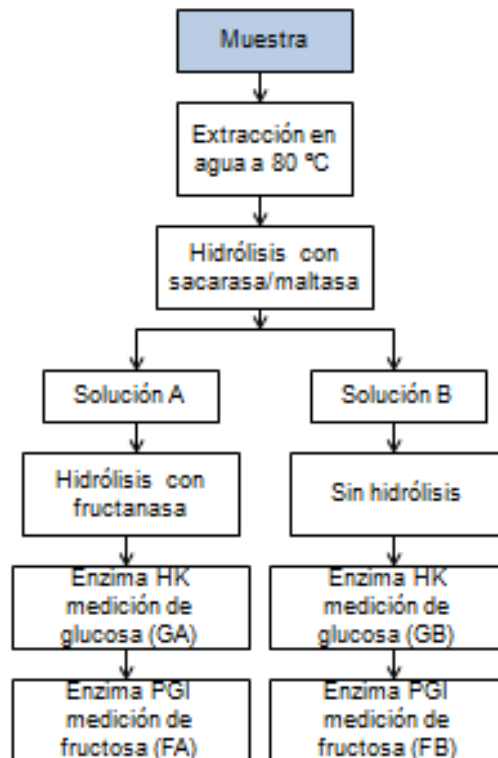 Muestra
Extracción en
agua a 80 ºC
Hidrólisis con
sacarasa/maltasa
Solución A
Solución B
Hidrólisis con
fructanasa
Sin hidrólisis
Enzima HK
medición de
glucosa (GA)
Enzima HK
medición de
glucosa (GB)
Enzima PGI
medición de
fructosa (FA)
Enzima PGI
medición de
fructosa (FB)